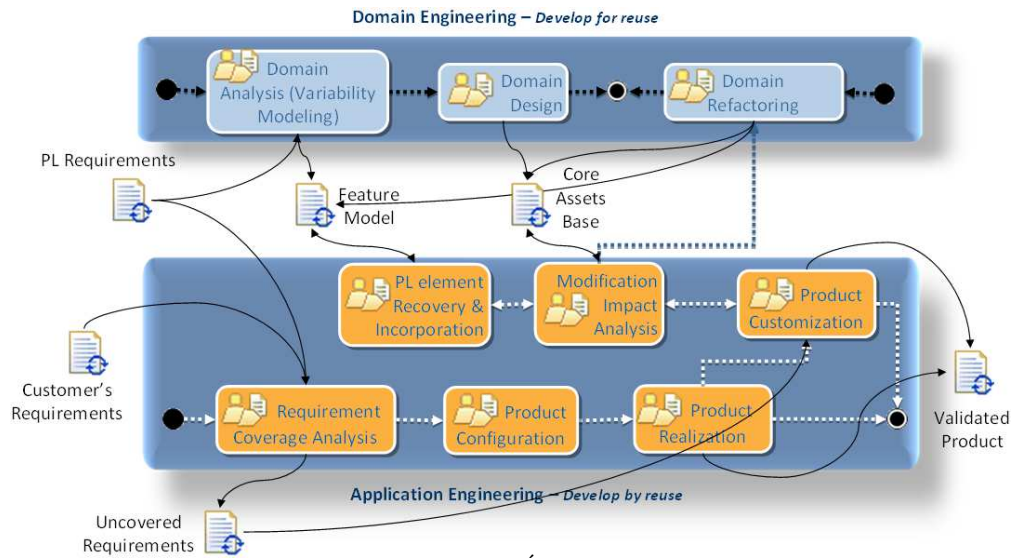 Domain Engineering – Develop for reuse
Domain
Analysis (Variability
Modeling)
Domain
Design
Domain
Refactoring
PL Requirements
Feature
Model
Core
Assets
Base
PL element
Recovery &
Incorporation
Modification
Impact
Analysis
Product
Customization
Customer's
Requirements
Requirement
Coverage Analysis
Product
Configuration
Product
Realization
Validated
Product
Application Engineering – Develop by reuse
Uncovered
Requirements